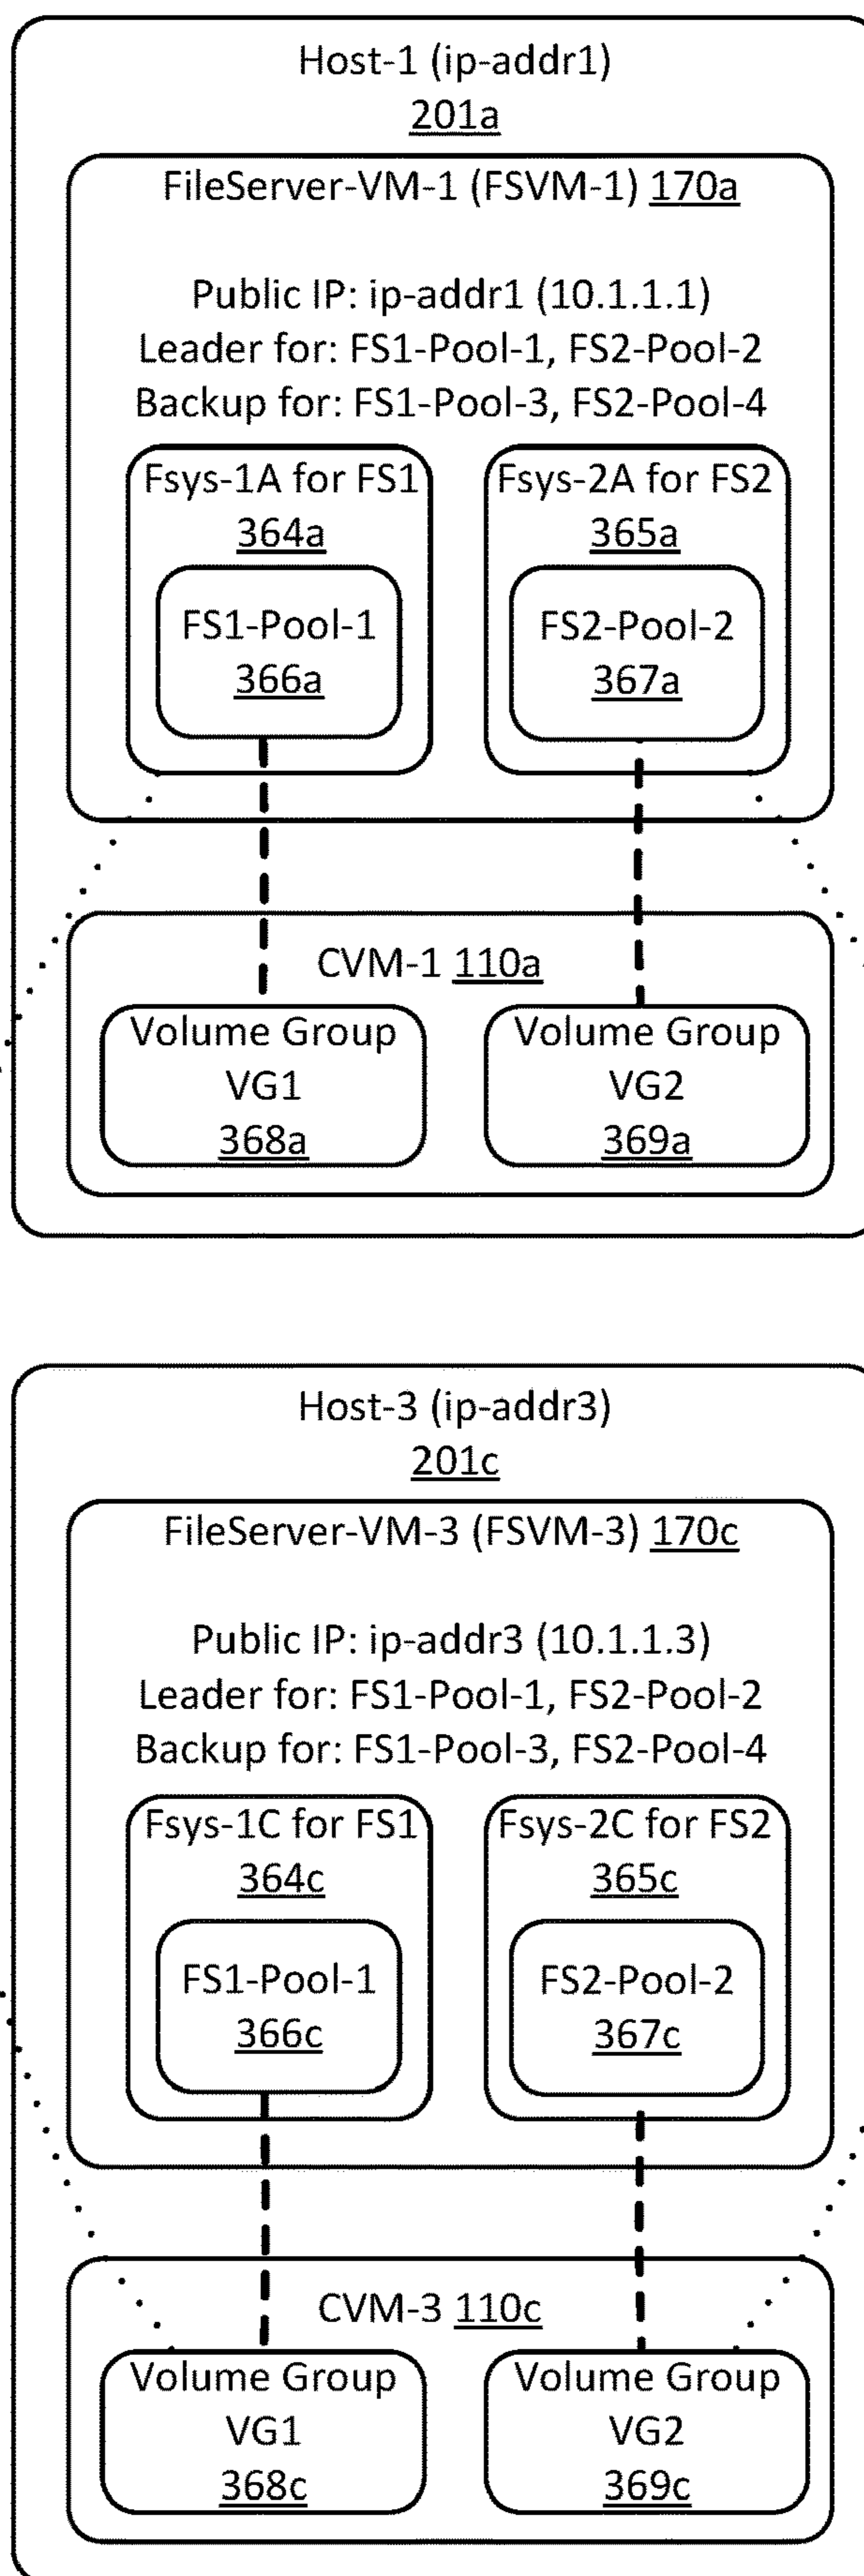 Host-1 (ip-addr1)
201a
FileServer-VM-1 (FSVM-1) 170a
Public IP: ip-addr1 (10.1.1.1)
Leader for: FS1-Pool-1, FS2-Pool-2
Backup for: FS1-Pool-3, FS2-Pool-4
Fsys-1A for FS1
364a
FS1-Pool-1
366a
Fsys-2A for FS2
365a
FS2-Pool-2
367a
CVM-1 110a
Volume Group
VG1
368a
Volume Group
VG2
369a
Host-3 (ip-addr3)
201c
FileServer-VM-3 (FSVM-3) 170c
Public IP: ip-addr3 (10.1.1.3)
Leader for: FS1-Pool-1, FS2-Pool-2
Backup for: FS1-Pool-3, FS2-Pool-4
Fsys-1C for FS1
364c
FS1-Pool-1
366c
Fsys-2C for FS2
365c
FS2-Pool-2
367c
CVM-3 110c
Volume Group
VG1
368c
Volume Group
VG2
369c